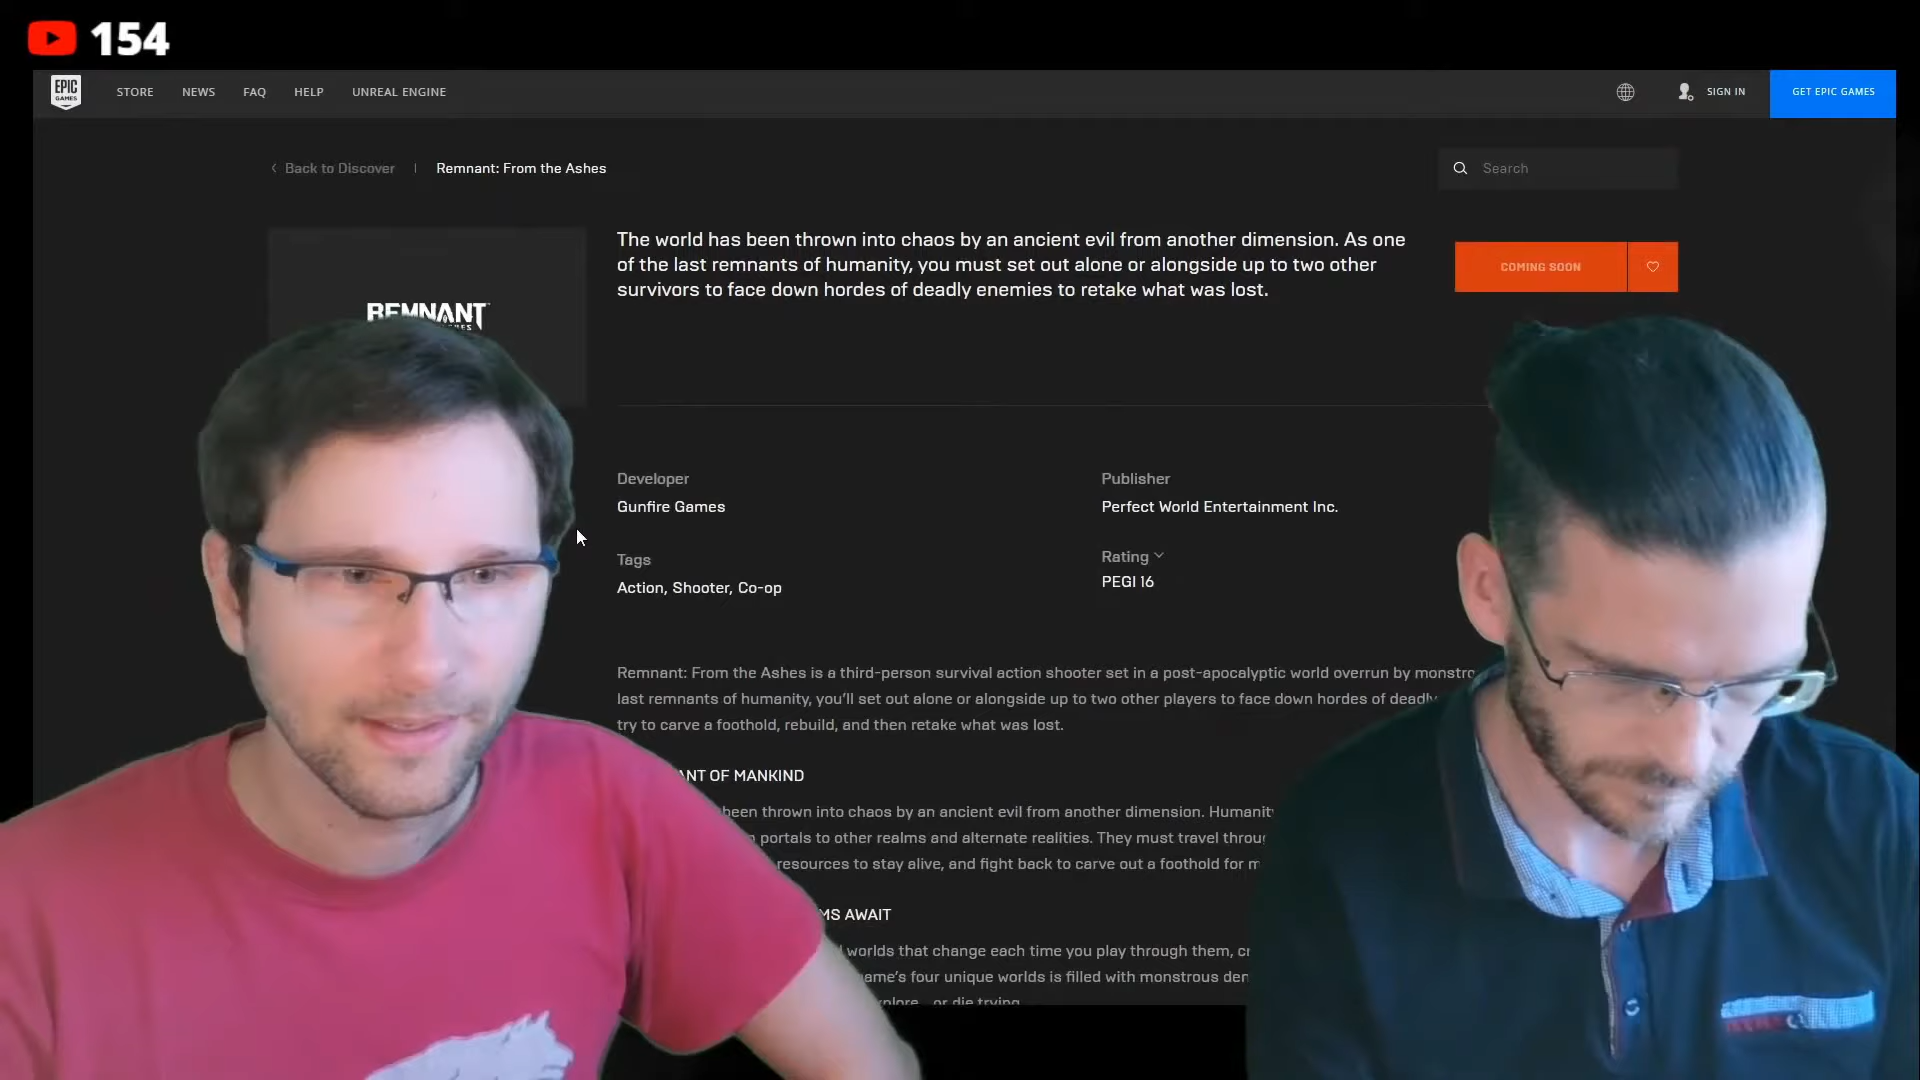 154
EPIC GAMES
STORE NEWS FAQ HELP UNREAL ENGINE
SIGN IN
GET EPIC GAMES
Back to Discover
Remnant: From the Ashes
Search
REMNANT
The world has been thrown into chaos by an ancient evil from another dimension. As one
of the last remnants of humanity, you must set out alone or alongside up to two other
survivors to face down hordes of deadly enemies to retake what was lost.
COMING SOON
Developer
Gunfire Games
Publisher
Perfect World Entertainment Inc.
Tags
Action, Shooter, Co-op
Rating
PEGI 16
Remnant: From the Ashes is a third-person survival action shooter set in a post-apocalyptic world overrun by
last remnants of humanity, you'll set out alone or alongside up to two other players to face down hordes of deadly
try to carve a foothold, rebuild, and then retake what was lost.
OF MANKIND
been thrown into chaos by an ancient evil from another dimension. Humanity
portals to other realms and alternate realities. They must travel
resources to stay alive, and fight back to carve out a foothold for
AWAIT
worlds that change each time you play through them,
four unique worlds is filled with monstrous
or die trying